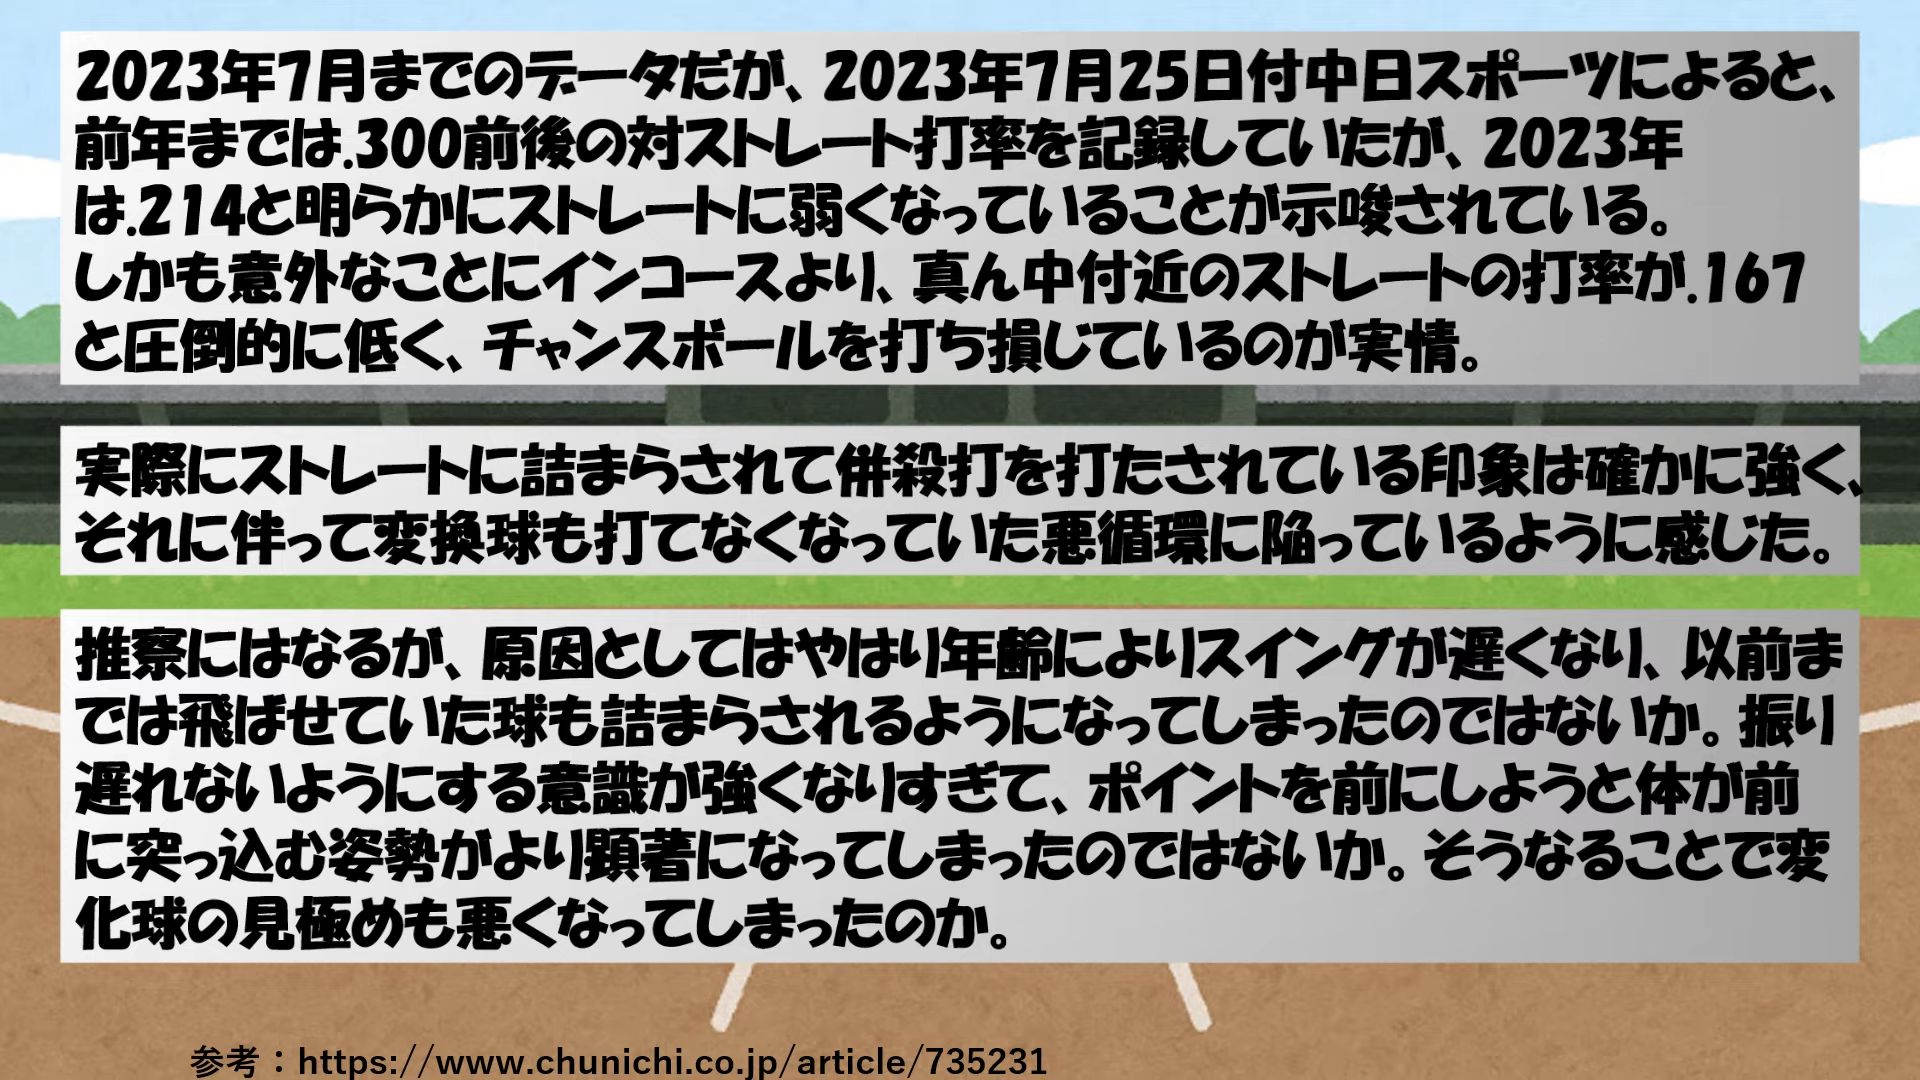 2023年7月までのデータだが、2023年7月25日付中日スポーツによると、
前年までは.300前後の対ストレート打率を記録していたが、2023年
は.214と明らかにストレートに弱くなっていることが示唆されている。
しかも意外なことにインコースより、真ん中付近のストレートの打率が.167
と圧倒的に低く、チャンスボールを打ち損じているのが実情。
実際にストレートに詰まらされて併殺打を打たされている印象は確かに強く、
それに伴って変換球も打てなくなっていた悪循環に陥っているように感じた。
推察にはなるが、原因としてはやはり年齢によりスイングが遅くなり、以前ま
では飛ばせていた球も詰まらされるようになってしまったのではないか。振り
遅れないようにする意識が強くなりすぎて、ポイントを前にしようと体が前
に突っ込む姿勢がより顕著になってしまったのではないか。そうなることで変
化球の見極めも悪くなってしまったのか。
参考：https://www.chunichi.co.jp/article/735231